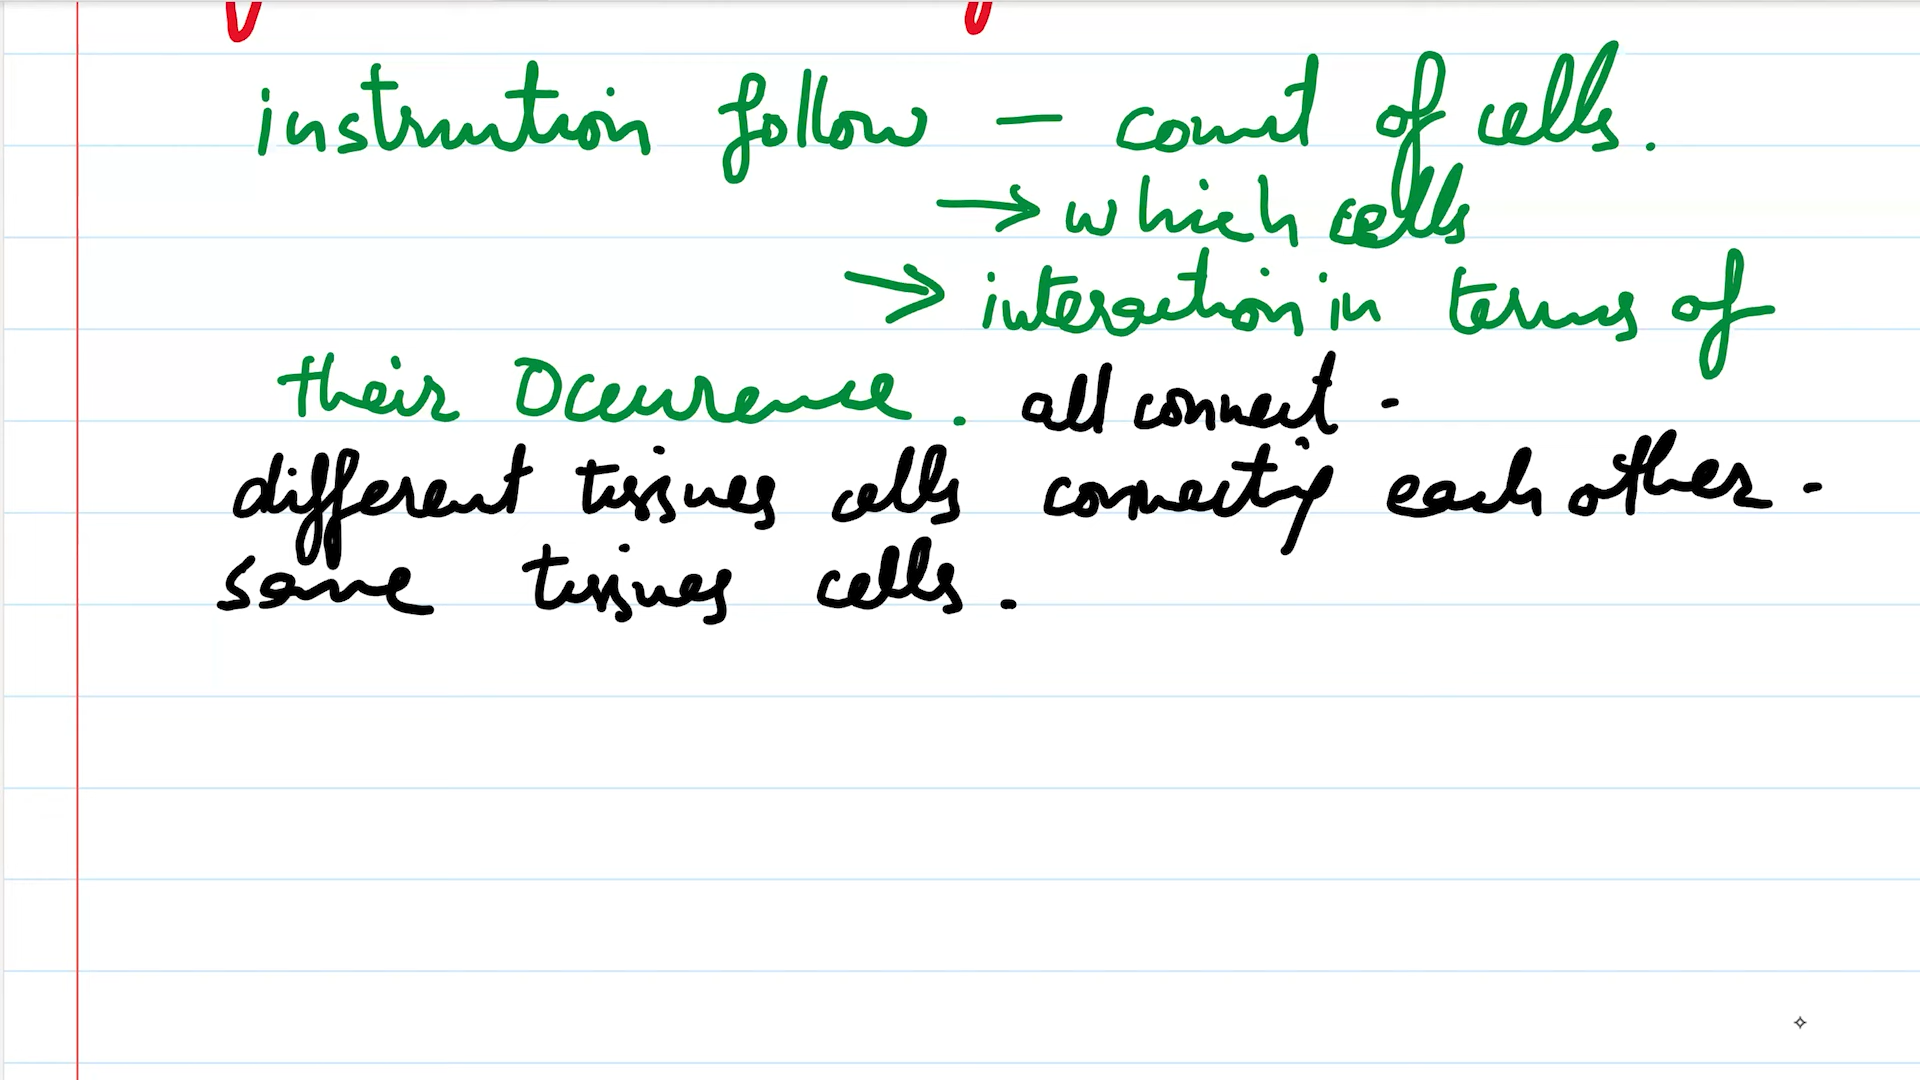 instruction follow - count of cells.
→ which cells
→ interaction in terms of
their Occurence. all connect.
different tissues cells connecting each other.
same tissues cells.